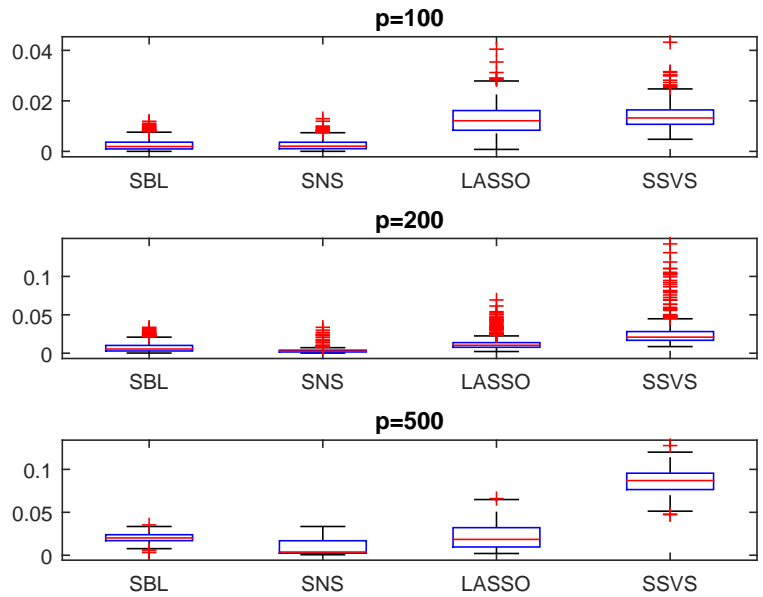 p=100
0.04
0.02
0
SBL SNS LASSO SSVS
p=200
0.1
0.05
0
SBL SNS LASSO SSVS
p=500
0.1
0.05
0
SBL SNS LASSO SSVS